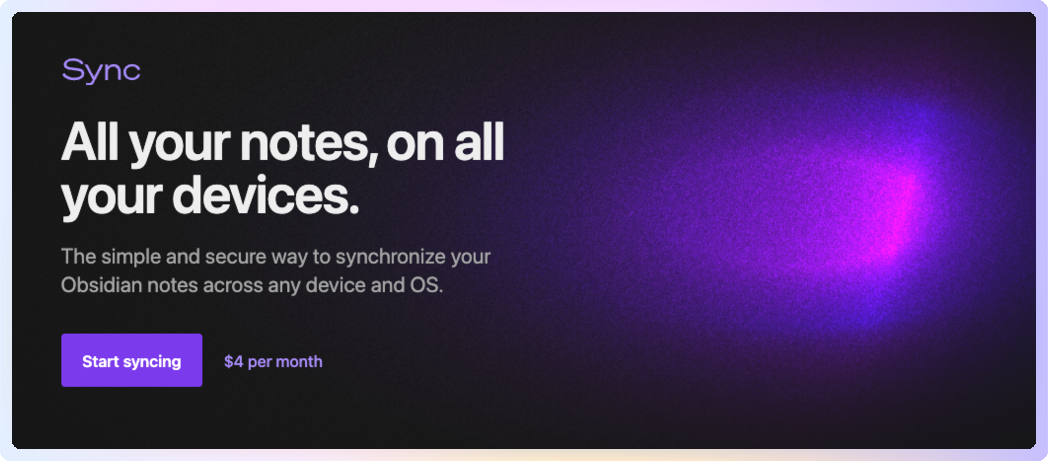 Sync
All your notes, on all
your devices.
The simple and secure way to synchronize your
Obsidian notes across any device and OS.
Start syncing
$4 per month